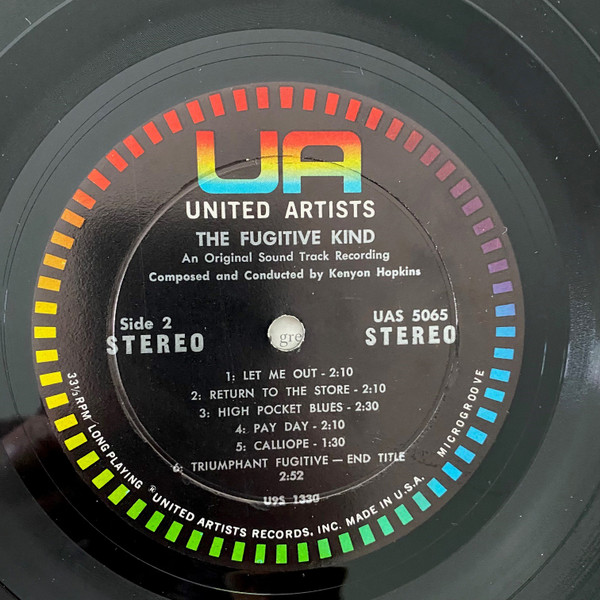 UA
UNITED ARTISTS
THE FUGITIVE KIND
An Original Sound Track Recording
Composed and Conducted by Kenyon Hopkins
Side 2
STEREO
UAS 5065
STEREO
gre
1: LET ME OUT - 2:10
2: RETURN TO THE STORE - 2:10
3: HIGH POCKET BLUES - 2:30
4: PAY DAY - 2:10
5: CALLIOPE - 1:30
6: TRIUMPHANT FUGITIVE — END TITLE
2:52
U9S 1330
33⅓ RPM LONG PLAYING ® UNITED ARTISTS RECORDS, INC. MADE IN U.S.A. MICROGROOVE